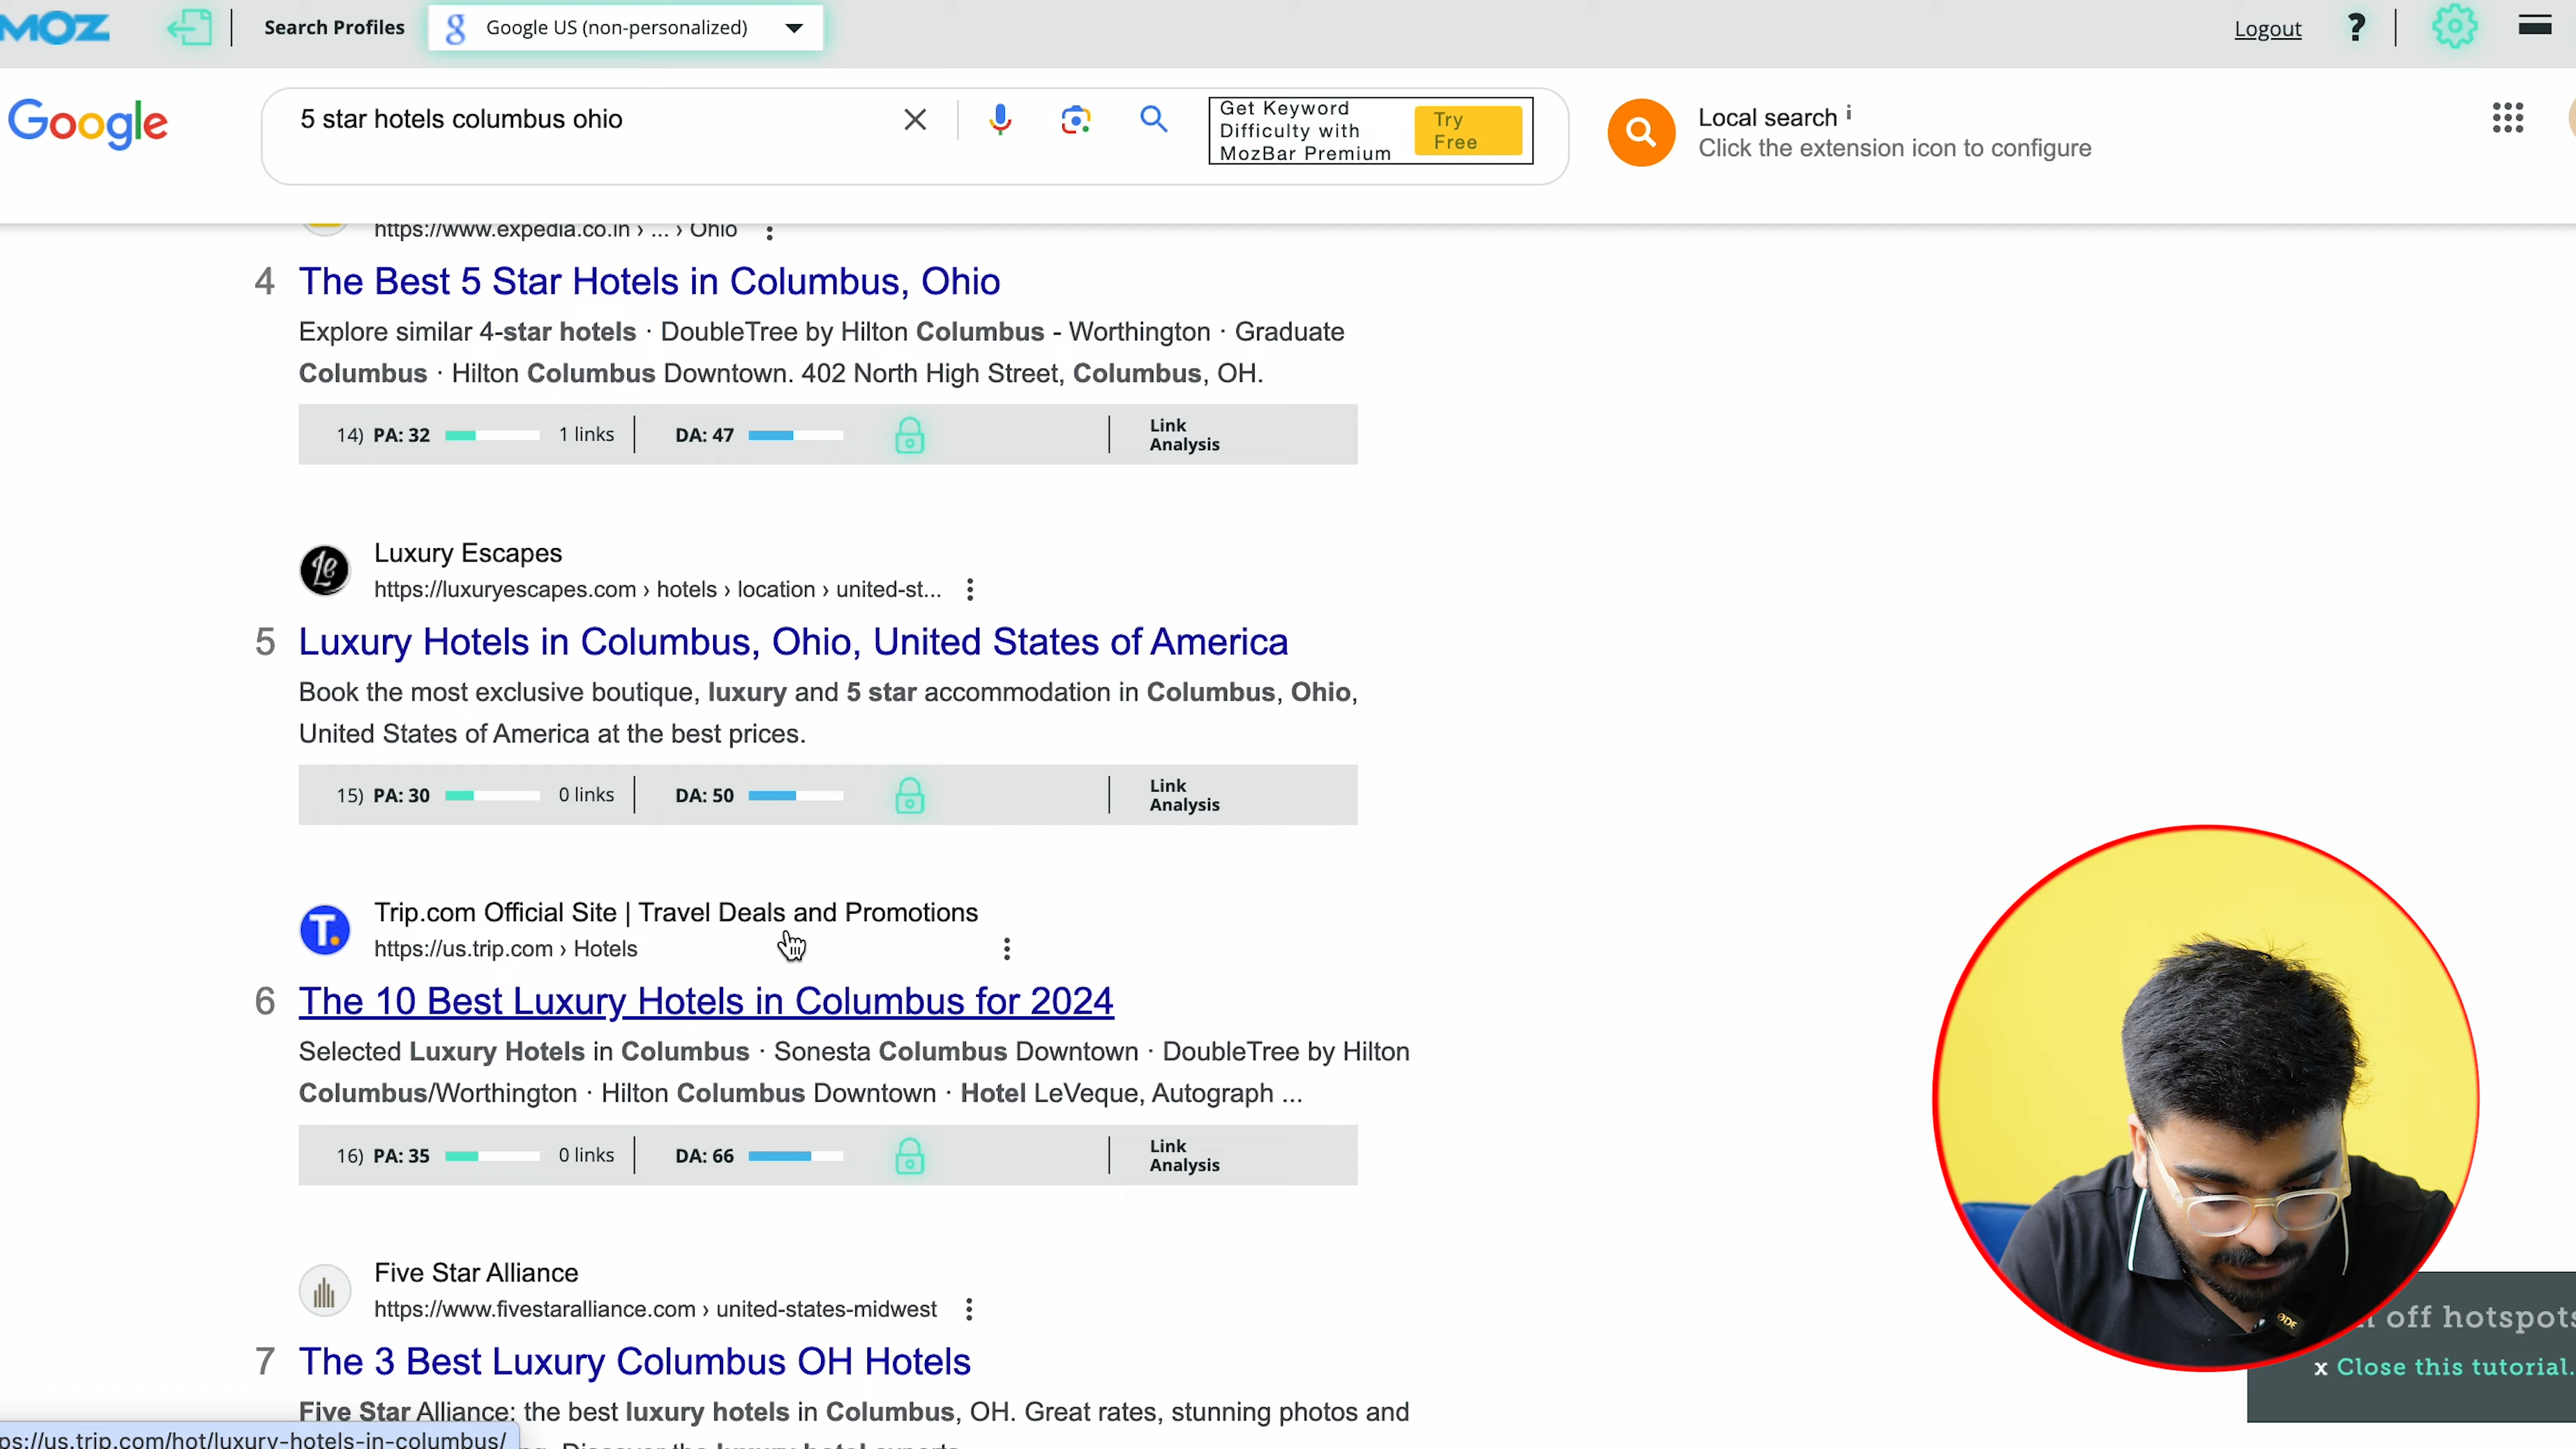 MOZ
Search Profiles
g Google US (non-personalized)
Logout
?
Google
5 star hotels columbus ohio
Get Keyword
Difficulty with
MozBar Premium
Try
Free
Local search i
Click the extension icon to configure
https://www.expedia.co.in › ... › Ohio
4 The Best 5 Star Hotels in Columbus, Ohio
Explore similar 4-star hotels · DoubleTree by Hilton Columbus - Worthington · Graduate
Columbus · Hilton Columbus Downtown. 402 North High Street, Columbus, OH.
14) PA: 32 1 links DA: 47 Link
Analysis
Le
Luxury Escapes
https://luxuryescapes.com › hotels › location › united-st...
5 Luxury Hotels in Columbus, Ohio, United States of America
Book the most exclusive boutique, luxury and 5 star accommodation in Columbus, Ohio,
United States of America at the best prices.
15) PA: 30 0 links DA: 50 Link
Analysis
T.
Trip.com Official Site | Travel Deals and Promotions
https://us.trip.com › Hotels
6 The 10 Best Luxury Hotels in Columbus for 2024
Selected Luxury Hotels in Columbus · Sonesta Columbus Downtown · DoubleTree by Hilton
Columbus/Worthington · Hilton Columbus Downtown · Hotel LeVeque, Autograph ...
16) PA: 35 0 links DA: 66 Link
Analysis
Five Star Alliance
https://www.fivestaralliance.com › united-states-midwest
7 The 3 Best Luxury Columbus OH Hotels
Five Star Alliance: the best luxury hotels in Columbus, OH. Great rates, stunning photos and
off hotspots
x Close this tutorial.
ps://us.trip.com/hot/luxury-hotels-in-columbus/